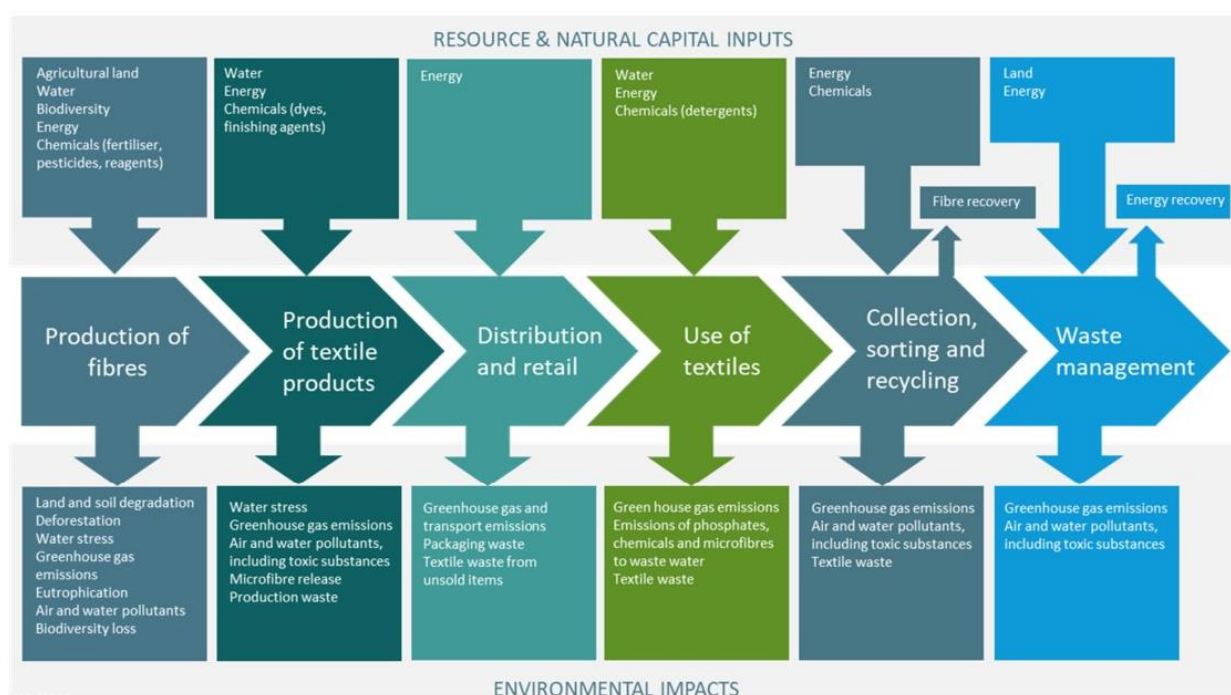 RESOURCE & NATURAL CAPITAL INPUTS
Agricultural land
Water
Biodiversity
Energy
Chemicals (fertiliser,
pesticides, reagents)
Water
Energy
Chemicals (dyes,
finishing agents)
Energy
Water
Energy
Chemicals (detergents)
Energy
Chemicals
Land
Energy
Fibre recovery
Energy recovery
Production of
fibres
Production
of textile
products
Distribution
and retail
Use of
textiles
Collection,
sorting and
recycling
Waste
management
Land and soil degradation
Deforestation
Water stress
Greenhouse gas
emissions
Eutrophication
Air and water pollutants
Biodiversity loss
Water stress
Greenhouse gas emissions
Air and water pollutants,
including toxic substances
Microfibre release
Production waste
Greenhouse gas and
transport emissions
Packaging waste
Textile waste from
unsold items
Green house gas emissions
Emissions of phosphates,
chemicals and microfibres
to waste water
Textile waste
Greenhouse gas emissions
Air and water pollutants,
including toxic substances
Textile waste
Greenhouse gas emissions
Air and water pollutants,
including toxic substances
ENVIRONMENTAL IMPACTS